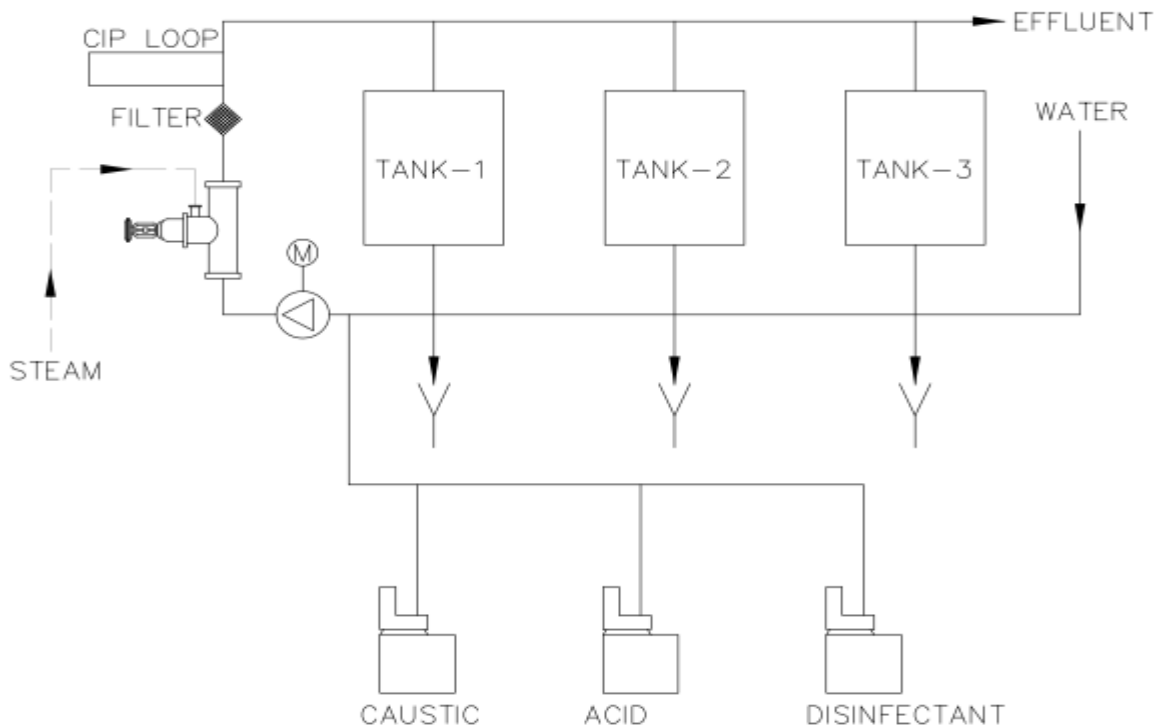 EFFLUENT
CIP LOOP
FILTER
WATER
TANK-1
TANK-2
TANK-3
M
STEAM
CAUSTIC
ACID
DISINFECTANT